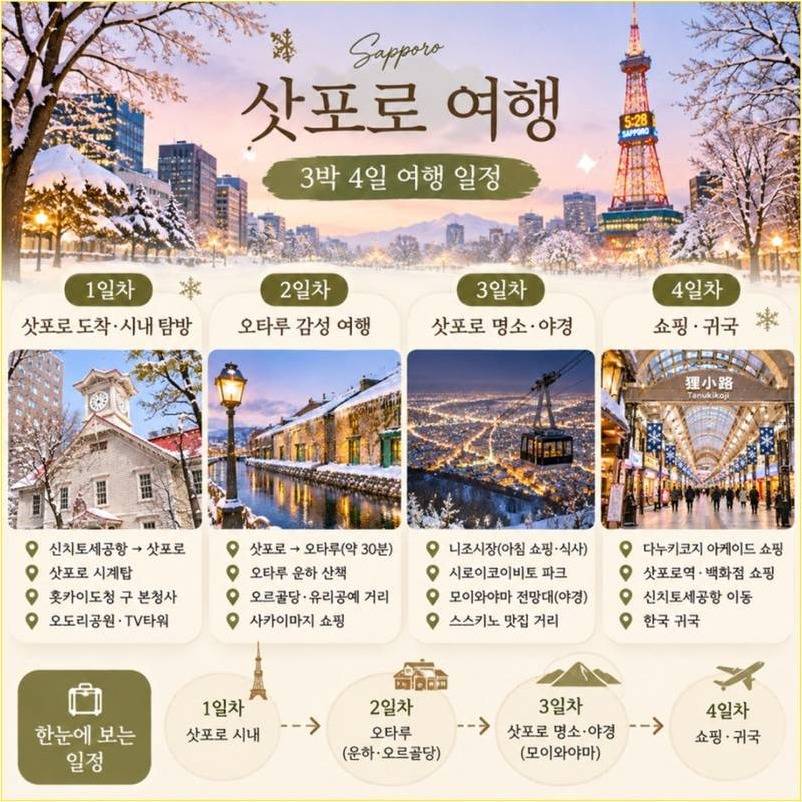 Sapporo
삿포로 여행
3박 4일 여행 일정
5:28
SAPPORO
1일차
삿포로 도착·시내 탐방
신치토세공항 → 삿포로
삿포로 시계탑
홋카이도청 구 본청사
오도리공원·TV타워
2일차
오타루 감성 여행
삿포로 → 오타루(약 30분)
오타루 운하 산책
오르골당·유리공예 거리
사카이마지 쇼핑
3일차
삿포로 명소·야경
니조시장(아침 쇼핑·식사)
시로이코이비토 파크
모이와야마 전망대(야경)
스스키노 맛집 거리
4일차
쇼핑·귀국
狸小路
Tanukikoji
다누키코지 아케이드 쇼핑
삿포로역·백화점 쇼핑
신치토세공항 이동
한국 귀국
한눈에 보는
일정
1일차
삿포로 시내
2일차
오타루
(운하·오르골당)
3일차
삿포로 명소·야경
(모이와야마)
4일차
쇼핑·귀국